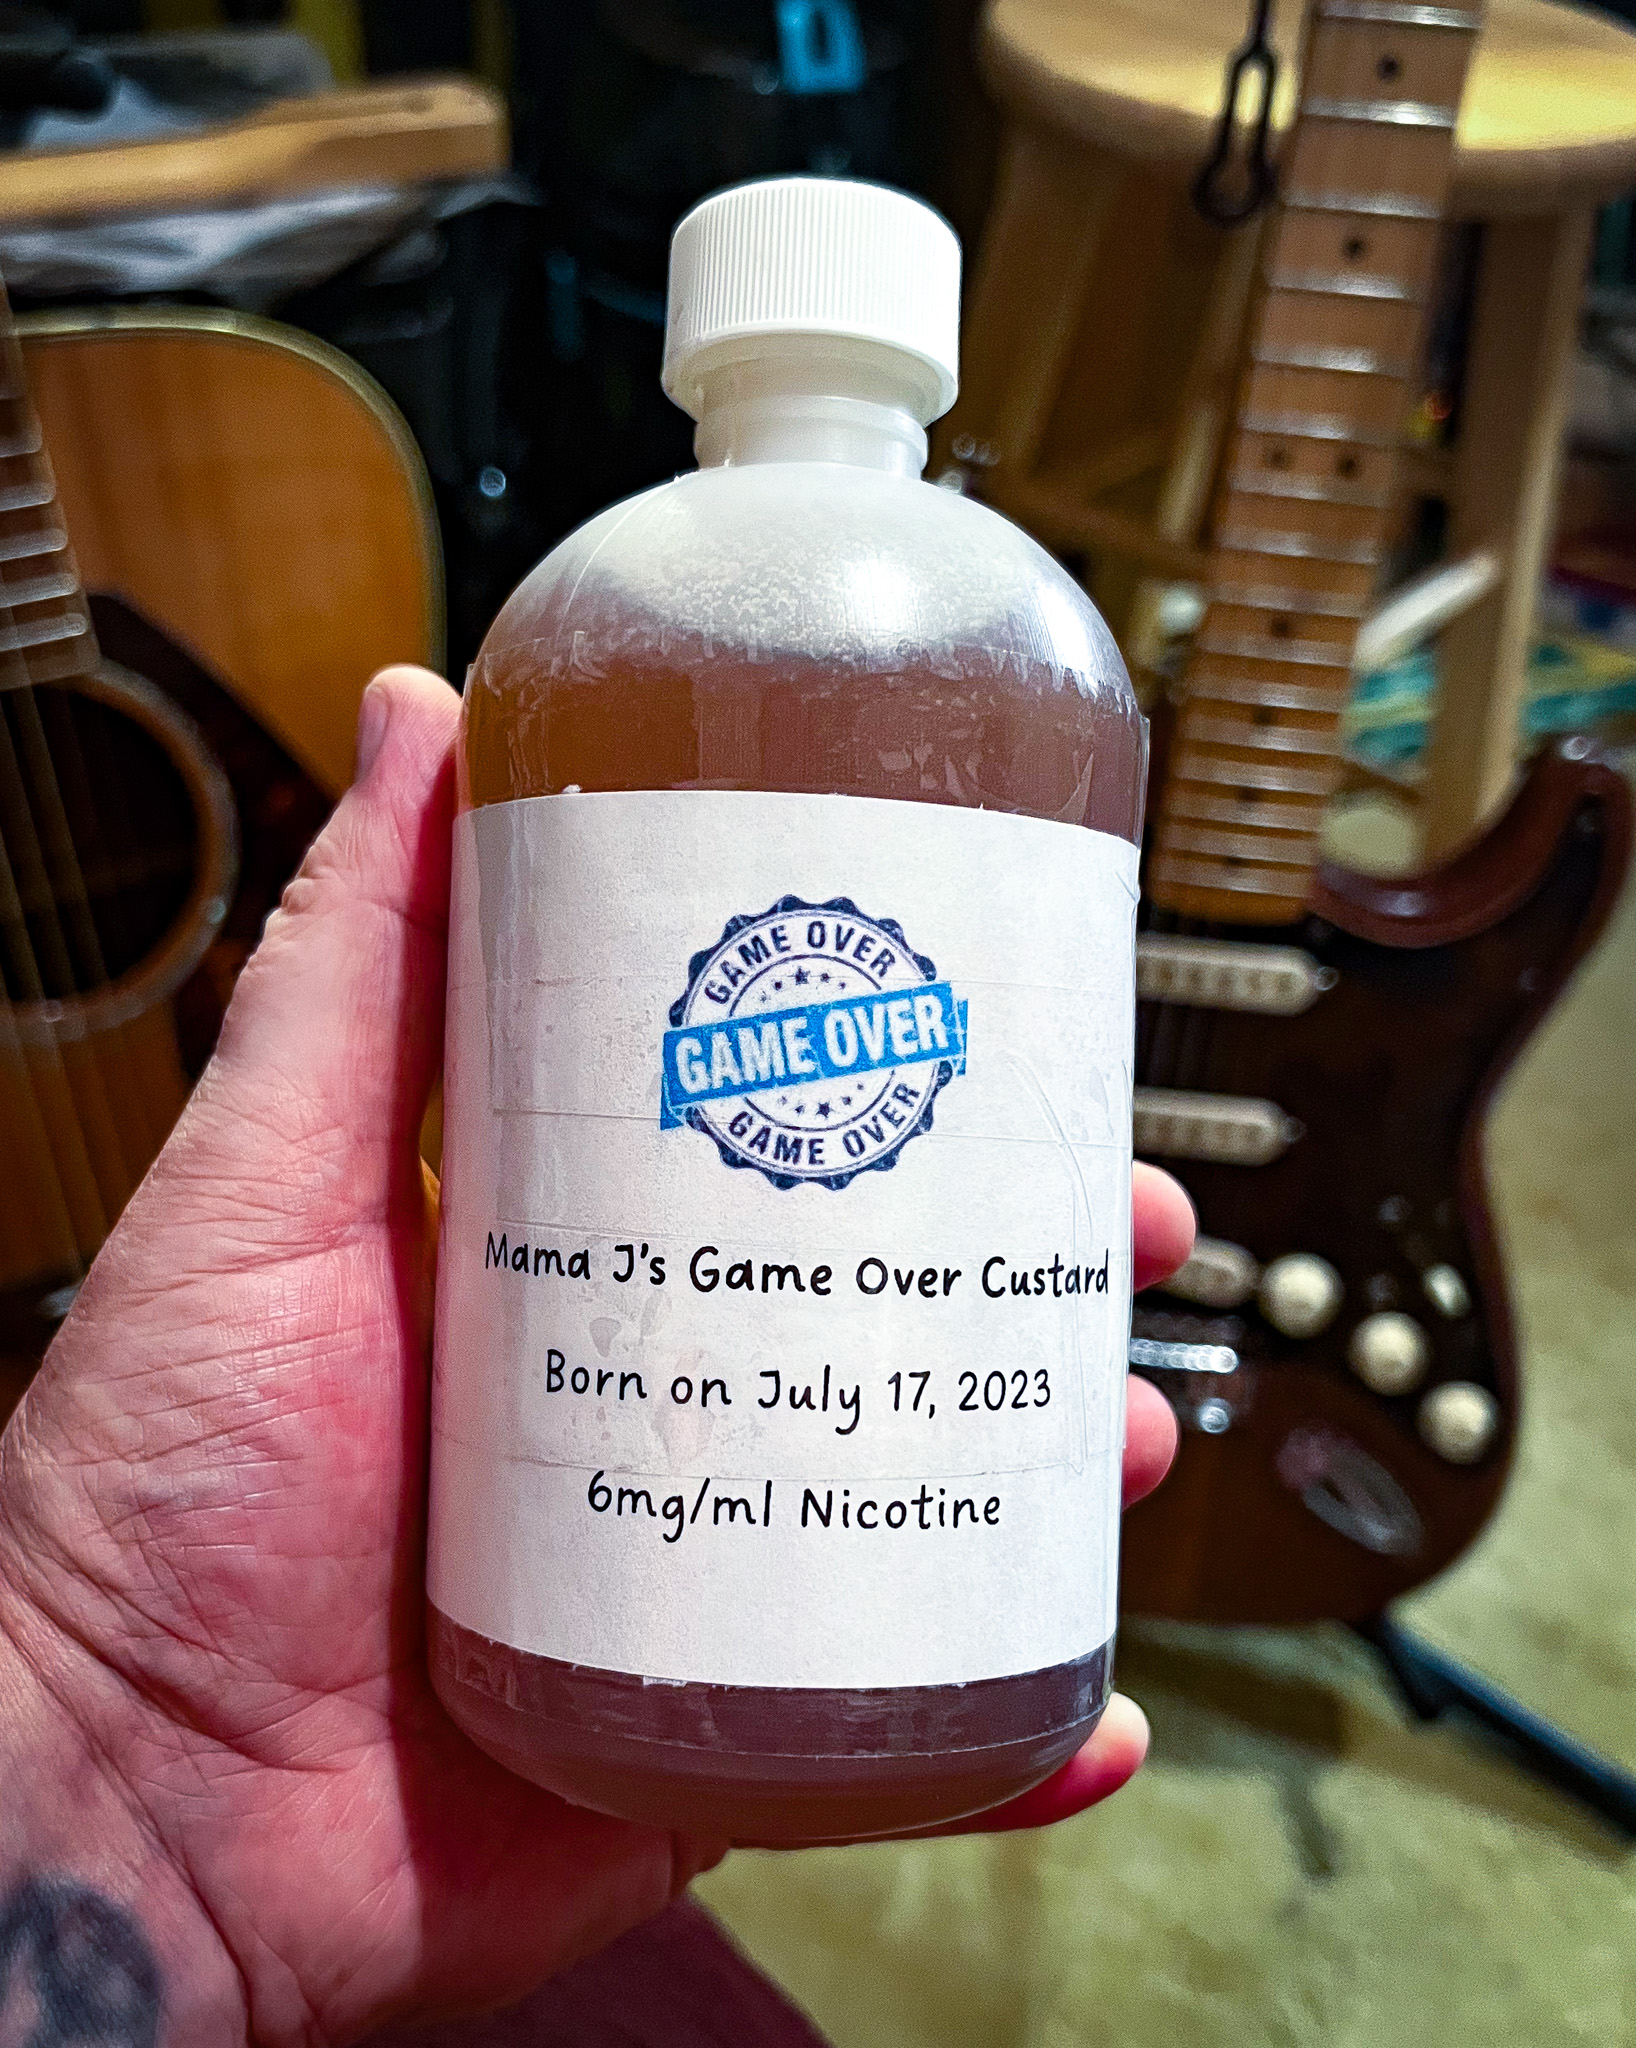 GAME OVER
GAME OVER
GAME OVER
Mama J's Game Over Custard
Born on July 17, 2023
6mg/ml Nicotine